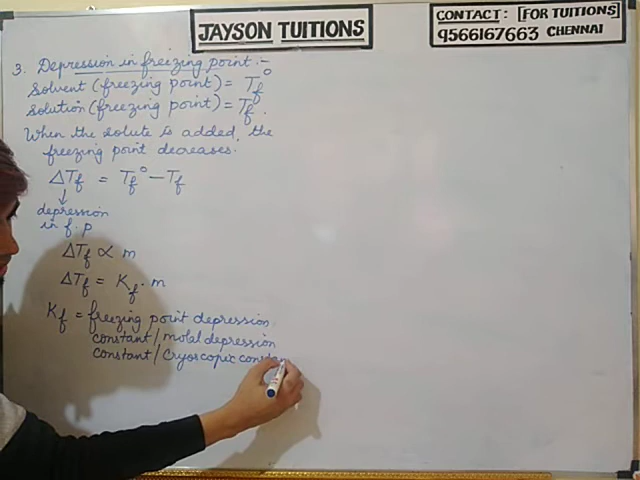 JAYSON TUITIONS
CONTACT: [FOR TUITIONS]
9566167663 CHENNAI
3. Depression in freezing point :-
Solvent (freezing point) = Tf°
Solution (freezing point) = Tf.
When the solute is added, the
freezing point decreases.
ΔTf = Tf° - Tf
↓
depression
in f.p
ΔTf ∝ m
ΔTf = Kf . m
Kf = freezing point depression
constant / molal depression
constant / Cryoscopic